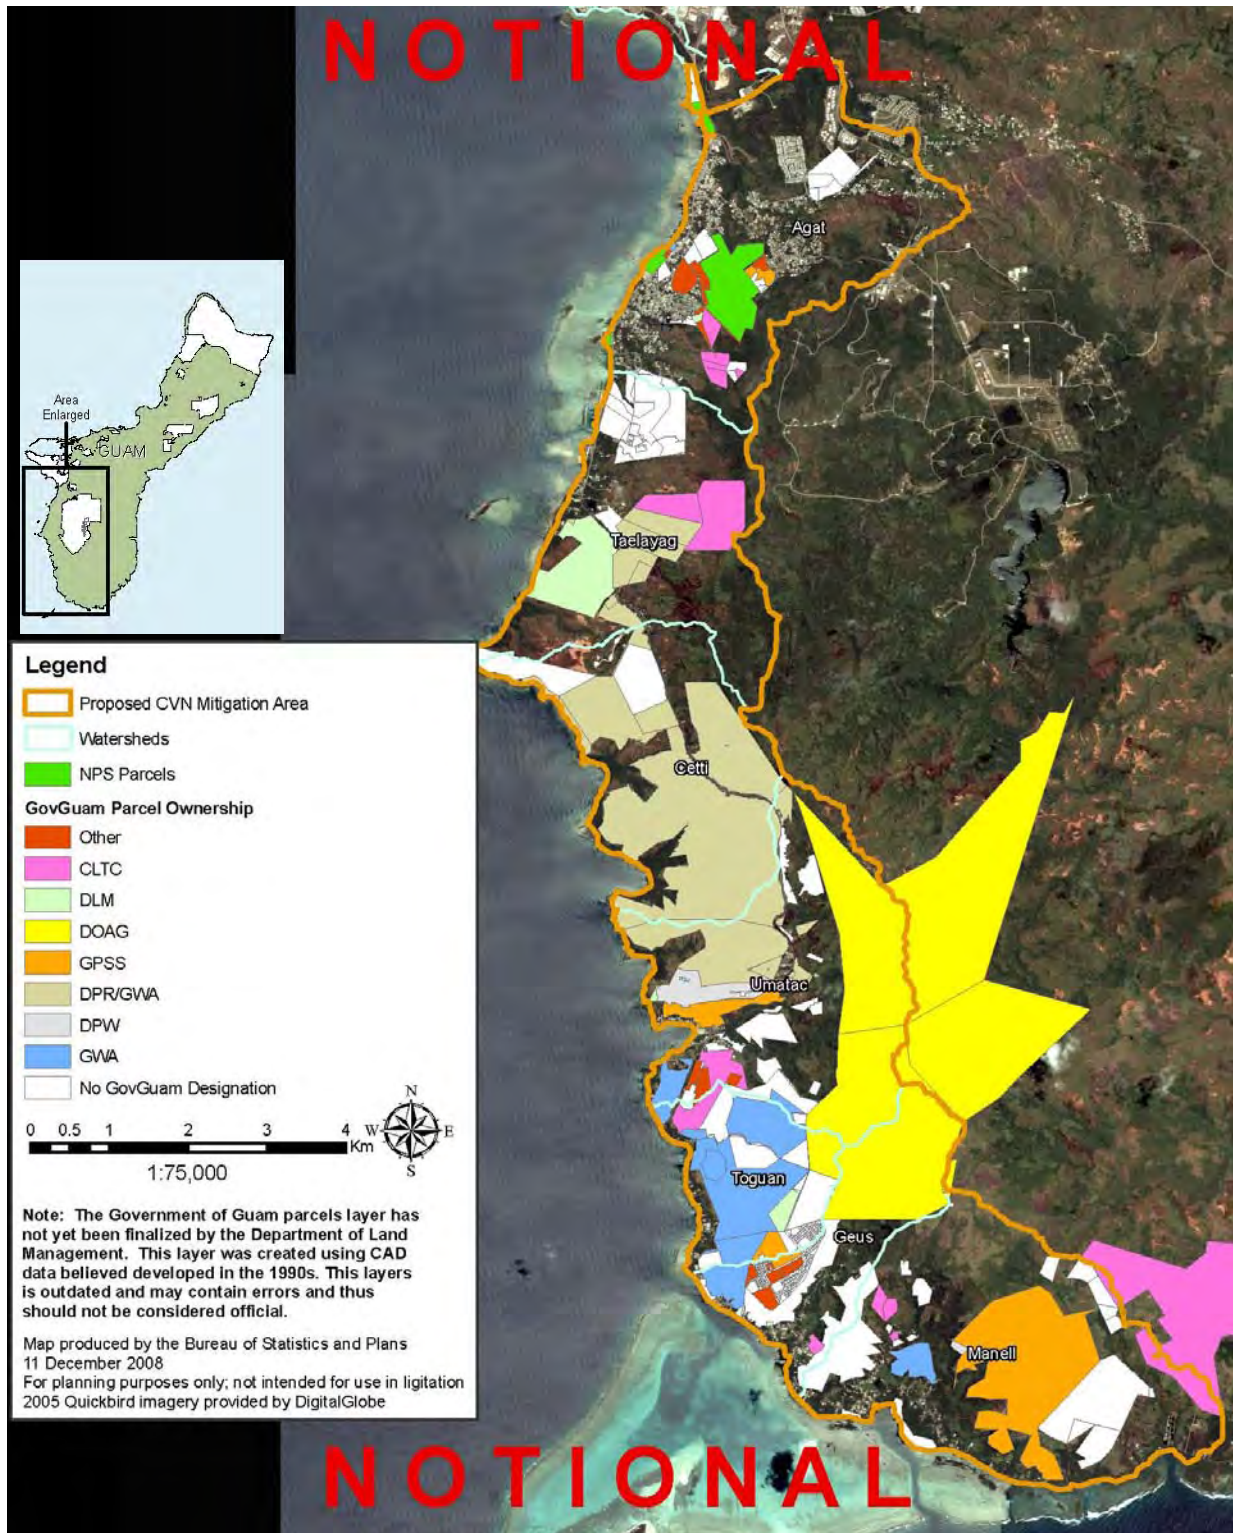 NOTIONAL
Agat
Area
Enlarged
GUAM
Taelayag
Legend
Proposed CVN Mitigation Area
Watersheds
NPS Parcels
GovGuam Parcel Ownership
Other
CLTC
DLM
DOAG
GPSS
DPR/GWA
DPW
GWA
No GovGuam Designation
0 0.5 1 2 3 4
Km
1:75,000
N
W E
S
Note: The Government of Guam parcels layer has
not yet been finalized by the Department of Land
Management. This layer was created using CAD
data believed developed in the 1990s. This layers
is outdated and may contain errors and thus
should not be considered official.
Map produced by the Bureau of Statistics and Plans
11 December 2008
For planning purposes only; not intended for use in ligitation
2005 Quickbird imagery provided by DigitalGlobe
Cetti
Umatac
Toguan
Geus
Manell
NOTIONAL